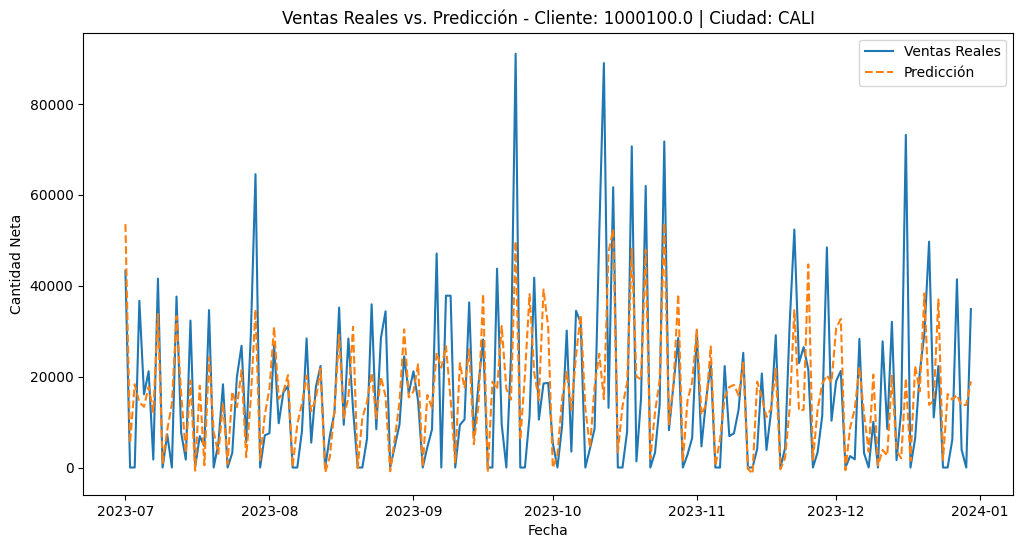 Ventas Reales vs. Predicción - Cliente: 1000100.0 | Ciudad: CALI
Ventas Reales
Predicción
Cantidad Neta
80000
60000
40000
20000
0
2023-07
2023-08
2023-09
2023-10
2023-11
2023-12
2024-01
Fecha